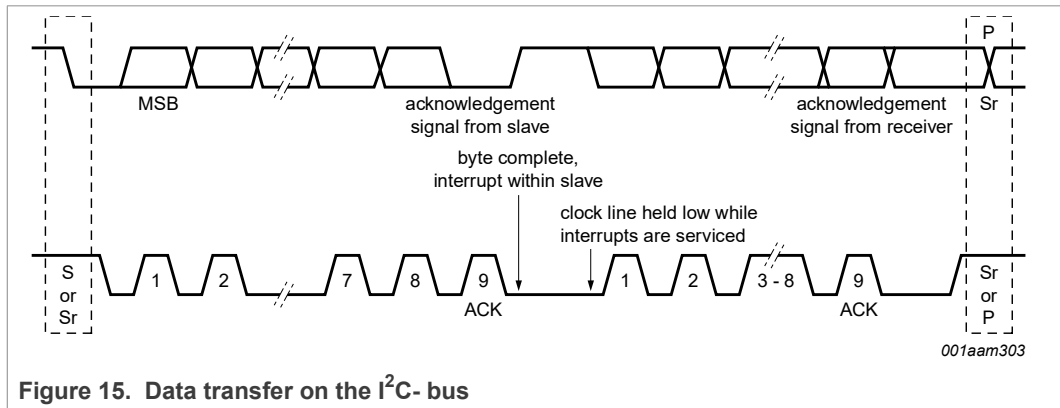 P
MSB
acknowledgement
signal from slave
acknowledgement
signal from receiver
Sr
byte complete,
interrupt within slave
clock line held low while
interrupts are serviced
S
or
Sr
1 2 7 8 9 1 2 3 - 8 9
ACK ACK
Sr
or
P
001aam303
Figure 15. Data transfer on the I²C- bus